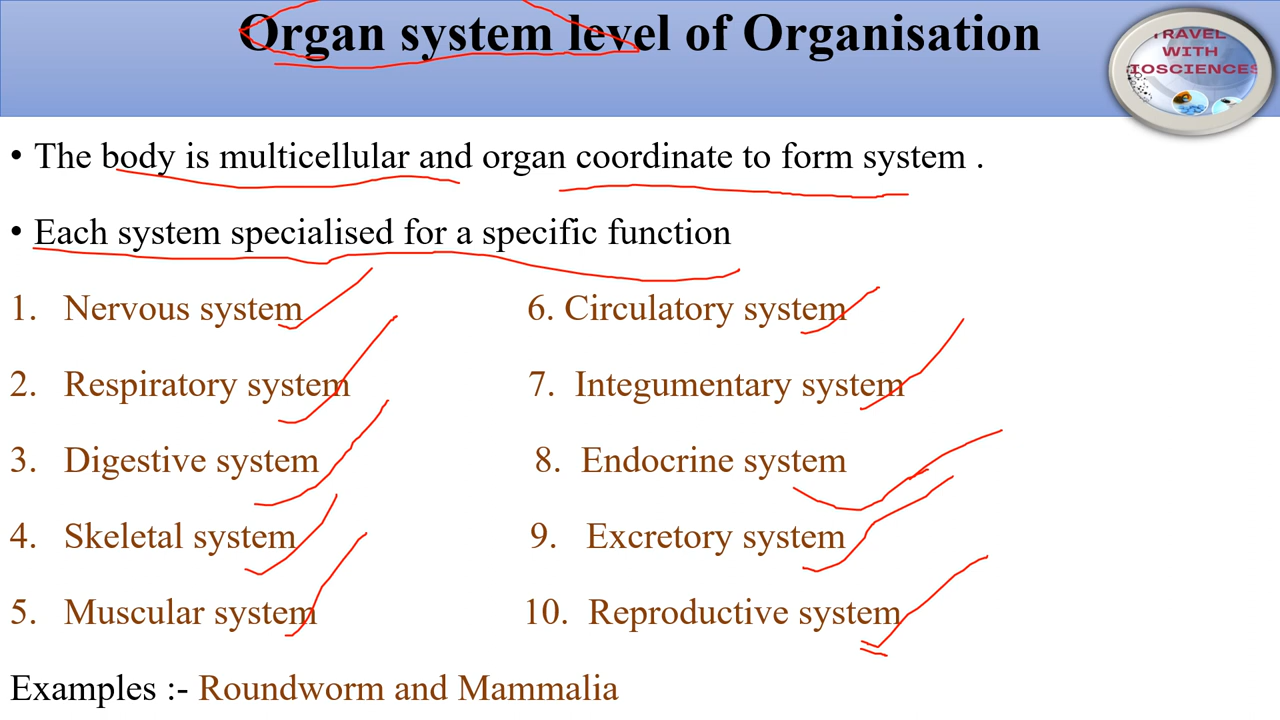 Organ system level of Organisation
TRAVEL
WITH
IOSCIENCES
• The body is multicellular and organ coordinate to form system .
• Each system specialised for a specific function
1. Nervous system
2. Respiratory system
3. Digestive system
4. Skeletal system
5. Muscular system
6. Circulatory system
7. Integumentary system
8. Endocrine system
9. Excretory system
10. Reproductive system
Examples :- Roundworm and Mammalia